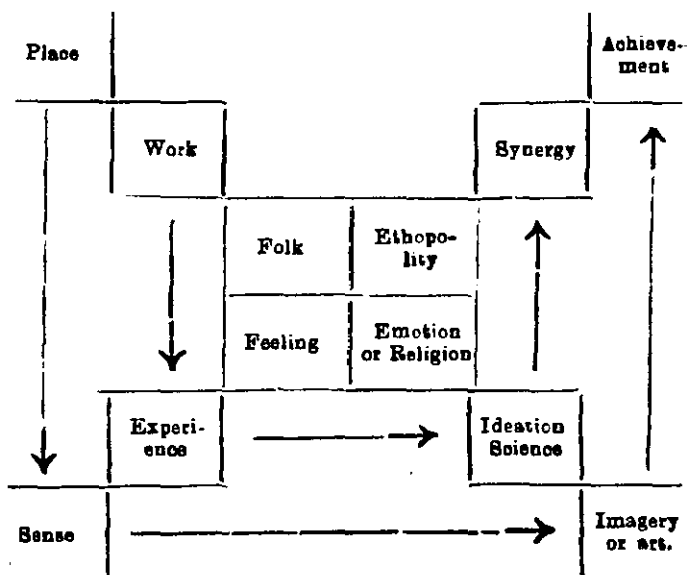 Place
Achieve-
ment
Work
Synergy
Folk
Ethopo-
lity
Feeling
Emotion
or Religion
Experi-
ence
Ideation
Science
Sense
Imagery
or art.